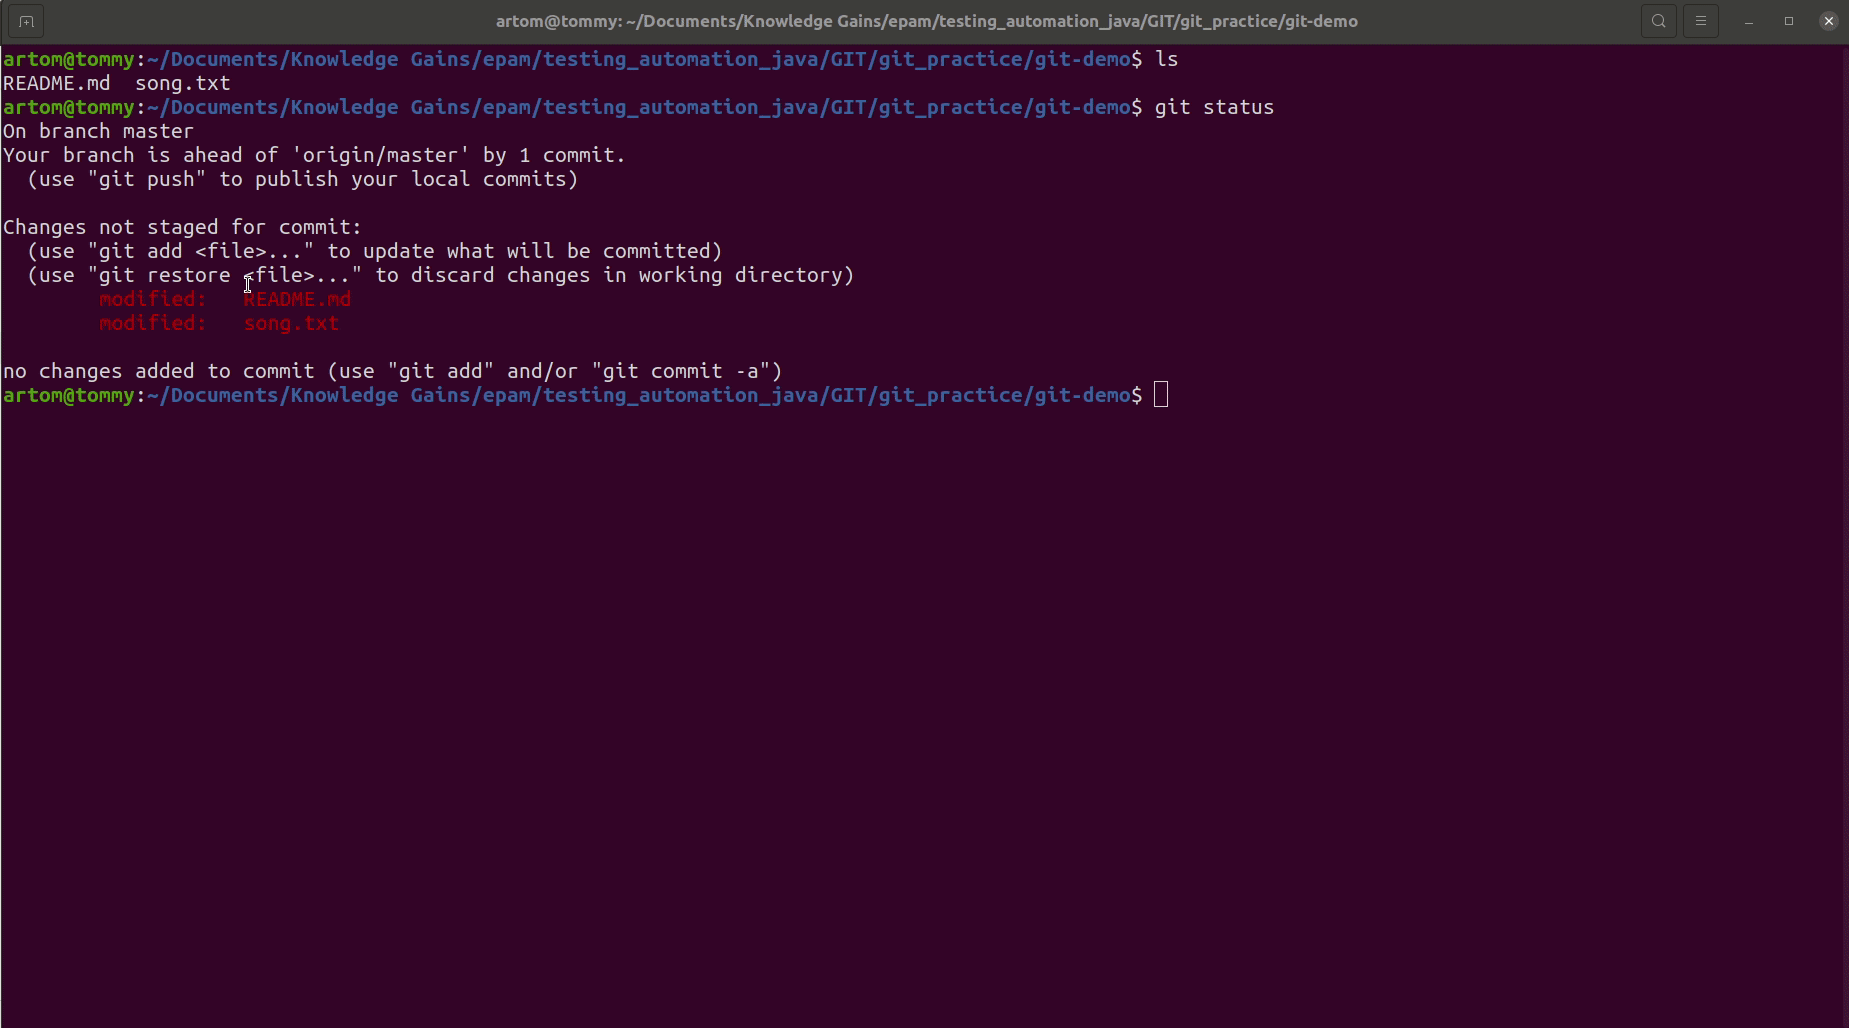 artom@tommy: ~/Documents/Knowledge Gains/epam/testing_automation_java/GIT/git_practice/git-demo
artom@tommy:~/Documents/Knowledge Gains/epam/testing_automation_java/GIT/git_practice/git-demo$ ls
README.md  song.txt
artom@tommy:~/Documents/Knowledge Gains/epam/testing_automation_java/GIT/git_practice/git-demo$ git status
On branch master
Your branch is ahead of 'origin/master' by 1 commit.
  (use "git push" to publish your local commits)
Changes not staged for commit:
  (use "git add <file>..." to update what will be committed)
  (use "git restore <file>..." to discard changes in working directory)
        modified:   README.md
        modified:   song.txt
no changes added to commit (use "git add" and/or "git commit -a")
artom@tommy:~/Documents/Knowledge Gains/epam/testing_automation_java/GIT/git_practice/git-demo$